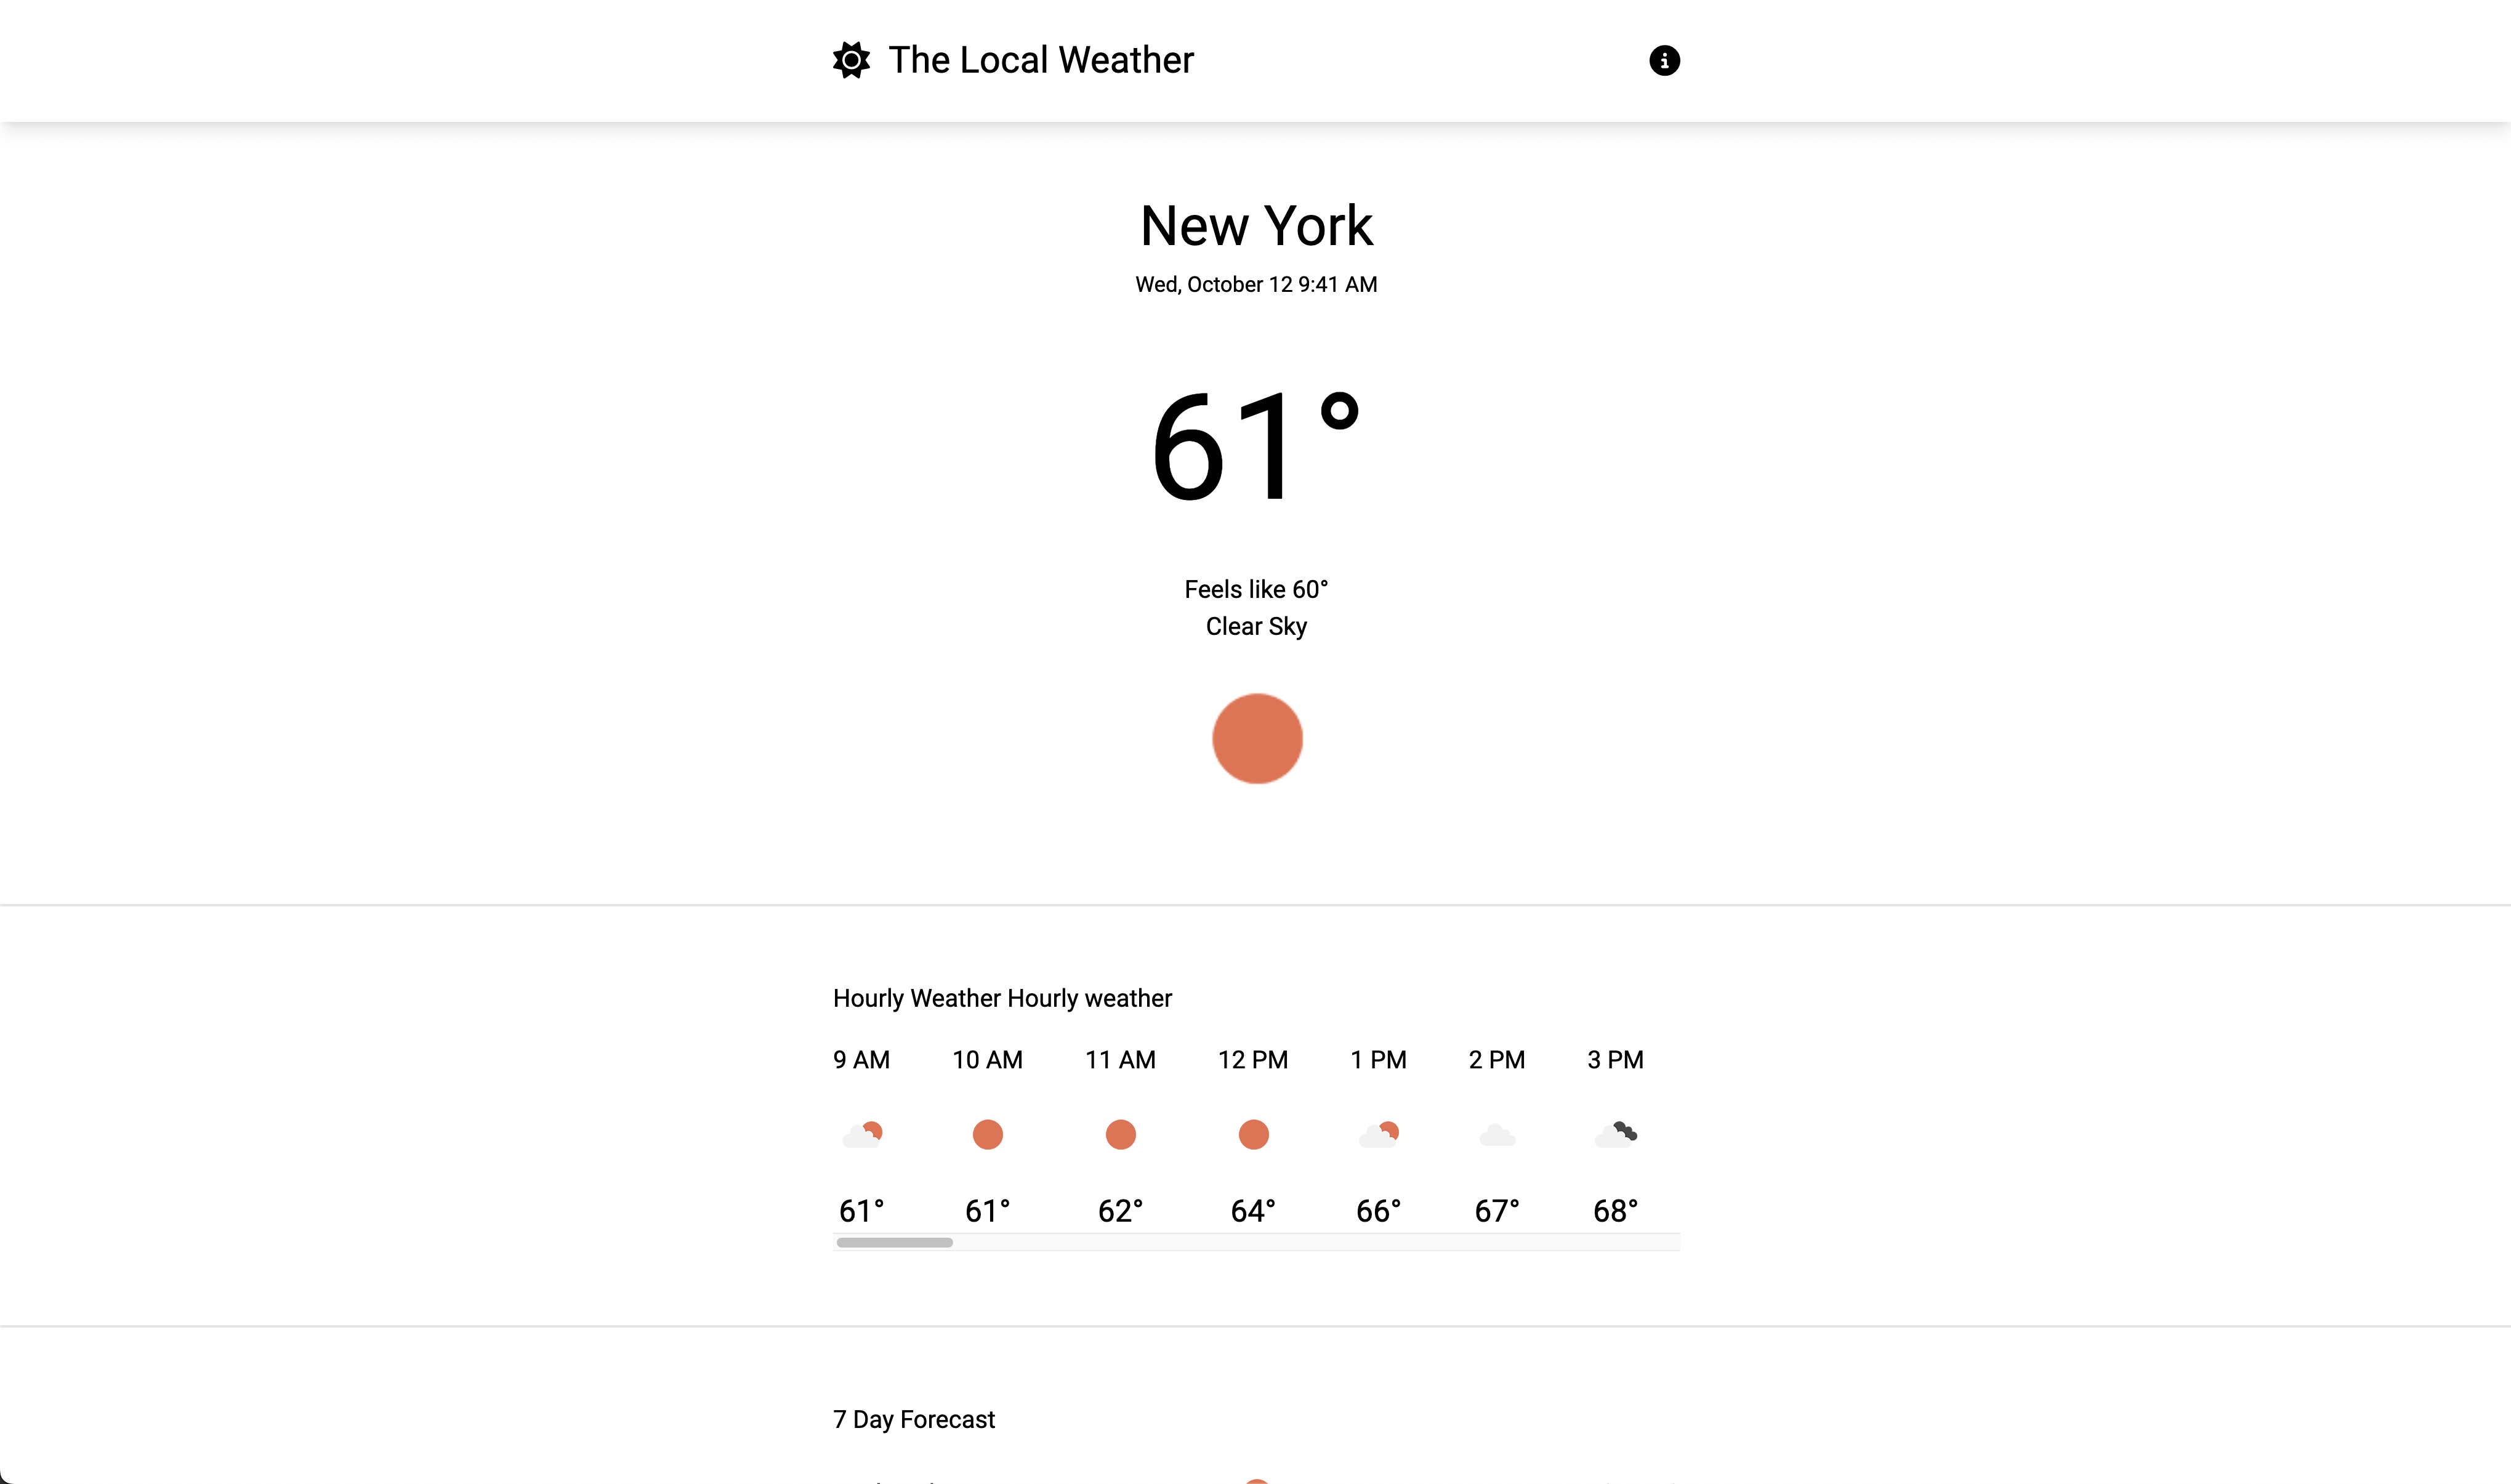 The Local Weather
New York
Wed, October 12 9:41 AM
61°
Feels like 60°
Clear Sky
Hourly Weather Hourly weather
9 AM 10 AM 11 AM 12 PM 1 PM 2 PM 3 PM
61° 61° 62° 64° 66° 67° 68°
7 Day Forecast